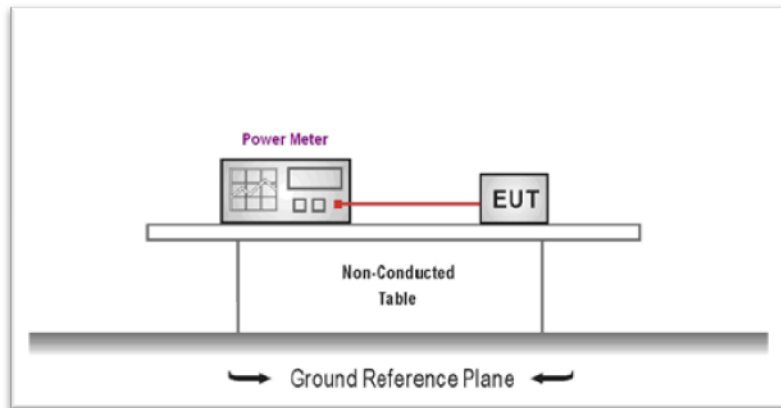 Power Meter
EUT
Non-Conducted
Table
Ground Reference Plane